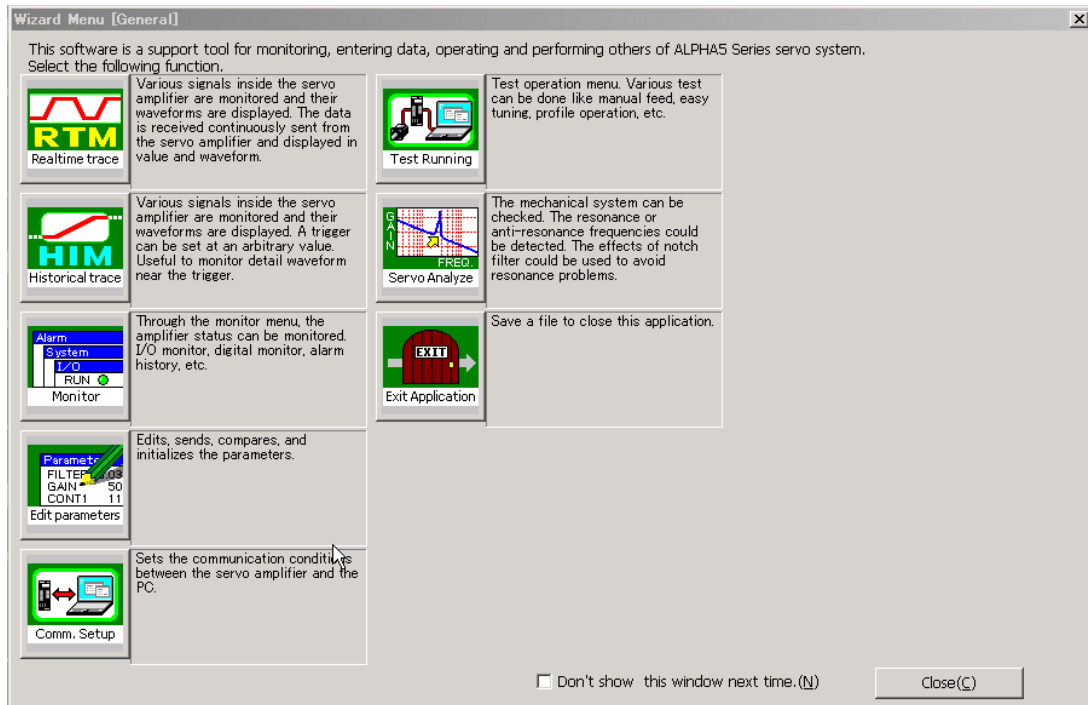 Wizard Menu [General]
This software is a support tool for monitoring, entering data, operating and performing others of ALPHA5 Series servo system.
Select the following function.
RTM
Realtime trace
Various signals inside the servo
amplifier are monitored and their
waveforms are displayed. The data
is received continuously sent from
the servo amplifier and displayed in
value and waveform.
HIM
Historical trace
Various signals inside the servo
amplifier are monitored and their
waveforms are displayed. A trigger
can be set at an arbitrary value.
Useful to monitor detail waveform
near the trigger.
Alarm
System
I/O
RUN
Monitor
Through the monitor menu, the
amplifier status can be monitored.
I/O monitor, digital monitor, alarm
history, etc.
Paramete
FILTER 03
GAIN 50
CONT1 11
Edit parameters
Edits, sends, compares, and
initializes the parameters.
Comm. Setup
Sets the communication conditions
between the servo amplifier and the
PC.
Test Running
Test operation menu. Various test
can be done like manual feed, easy
tuning, profile operation, etc.
GAIN
FREQ.
Servo Analyze
The mechanical system can be
checked. The resonance or
anti-resonance frequencies could
be detected. The effects of notch
filter could be used to avoid
resonance problems.
EXIT
Exit Application
Save a file to close this application.
Don't show this window next time.(N)
Close(C)